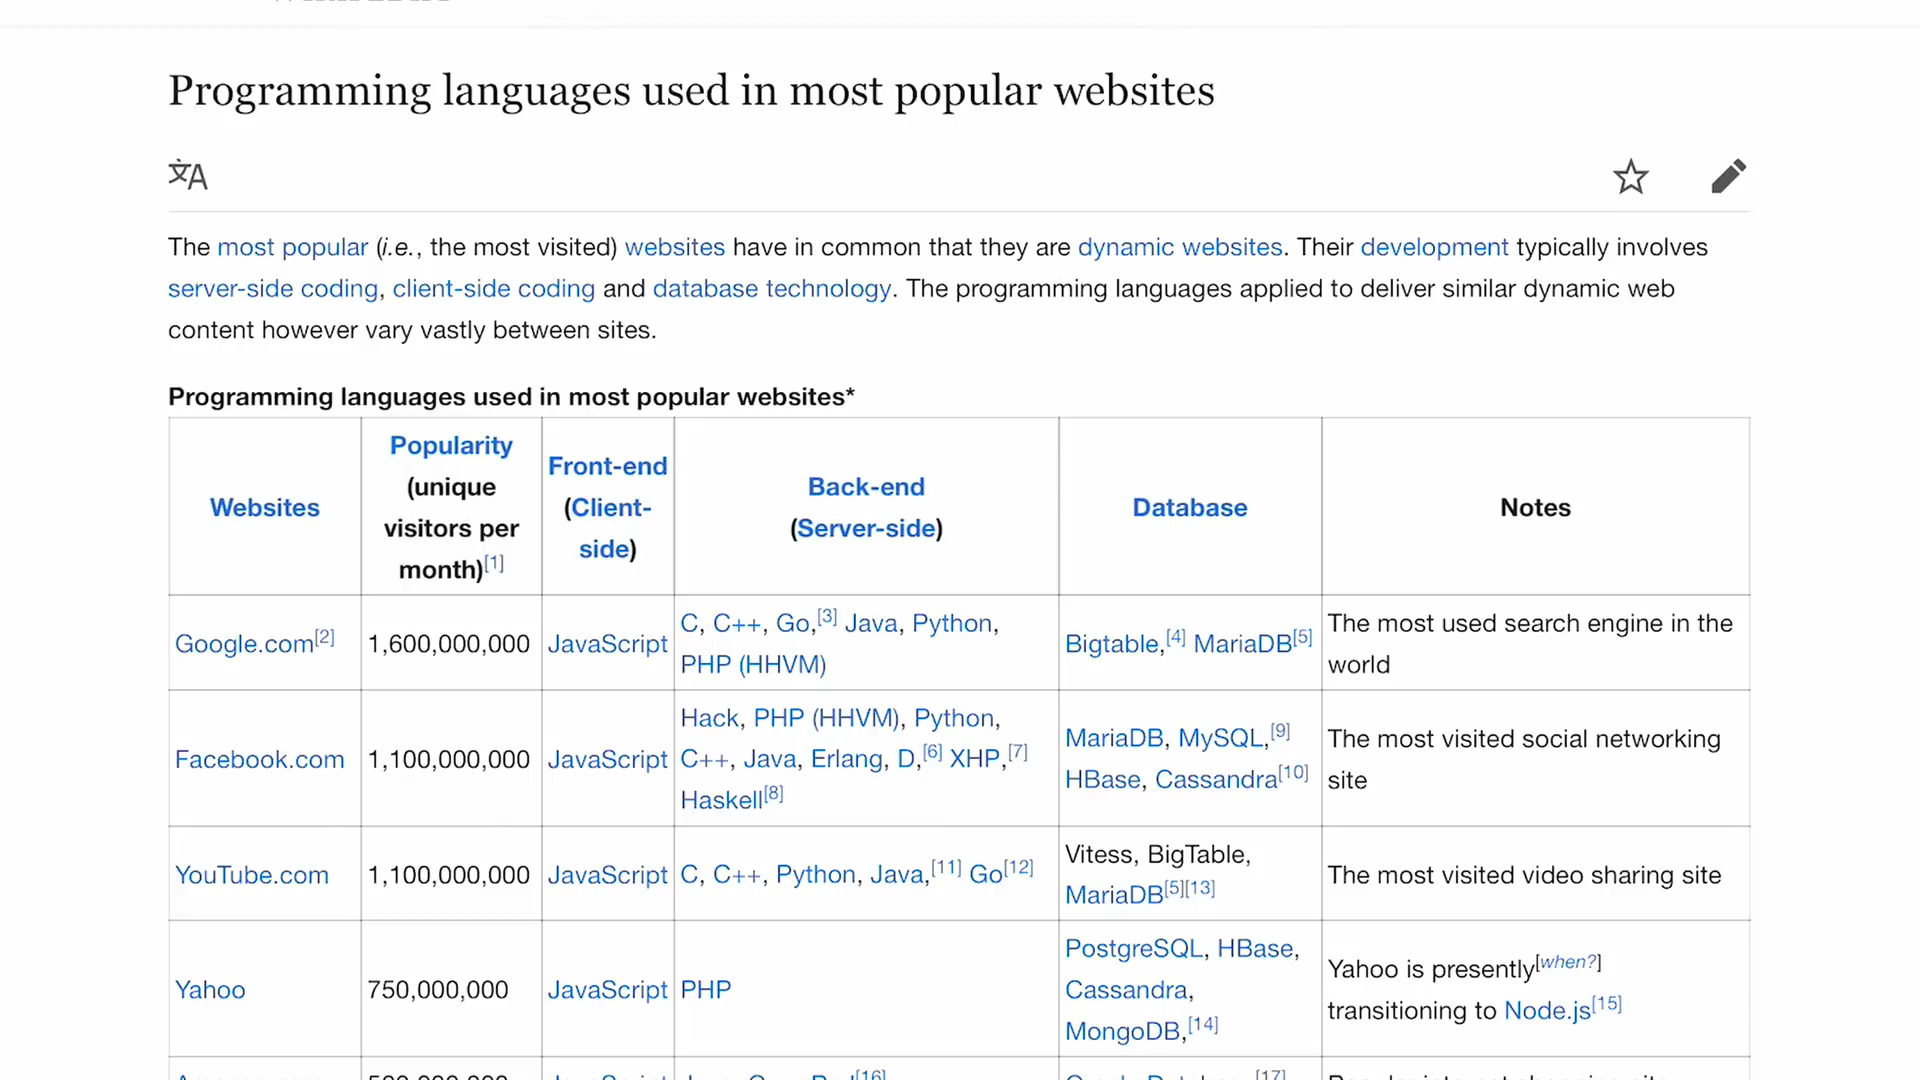 Programming languages used in most popular websites
文A
The most popular (i.e., the most visited) websites have in common that they are dynamic websites. Their development typically involves
server-side coding, client-side coding and database technology. The programming languages applied to deliver similar dynamic web
content however vary vastly between sites.
Programming languages used in most popular websites*
Websites
Popularity
(unique
visitors per
month)[1]
Front-end
(Client-
side)
Back-end
(Server-side)
Database
Notes
Google.com[2]
1,600,000,000
JavaScript
C, C++, Go,[3] Java, Python,
PHP (HHVM)
Bigtable,[4] MariaDB[5]
The most used search engine in the
world
Facebook.com
1,100,000,000
JavaScript
Hack, PHP (HHVM), Python,
C++, Java, Erlang, D,[6] XHP,[7]
Haskell[8]
MariaDB, MySQL,[9]
HBase, Cassandra[10]
The most visited social networking
site
YouTube.com
1,100,000,000
JavaScript
C, C++, Python, Java,[11] Go[12]
Vitess, BigTable,
MariaDB[5][13]
The most visited video sharing site
Yahoo
750,000,000
JavaScript
PHP
PostgreSQL, HBase,
Cassandra,
MongoDB,[14]
Yahoo is presently[when?]
transitioning to Node.js[15]
[16]
[17]